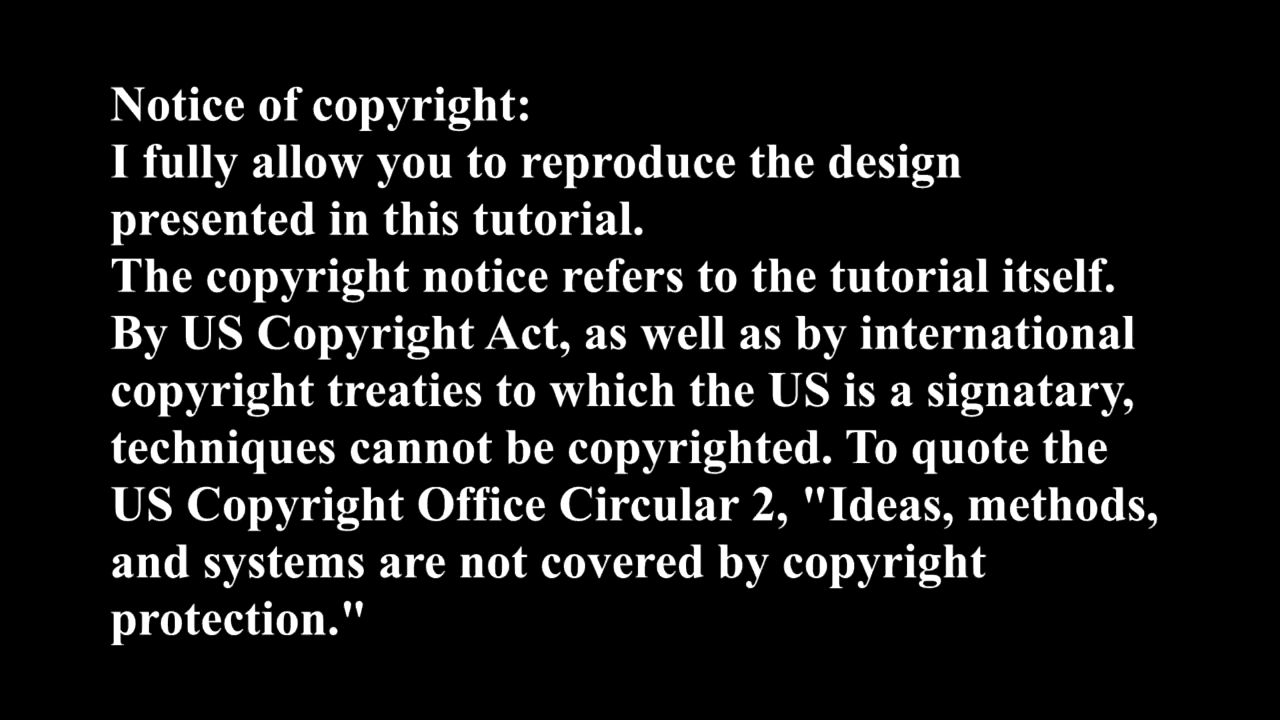 Notice of copyright:
I fully allow you to reproduce the design
presented in this tutorial.
The copyright notice refers to the tutorial itself.
By US Copyright Act, as well as by international
copyright treaties to which the US is a signatary,
techniques cannot be copyrighted. To quote the
US Copyright Office Circular 2, "Ideas, methods,
and systems are not covered by copyright
protection."